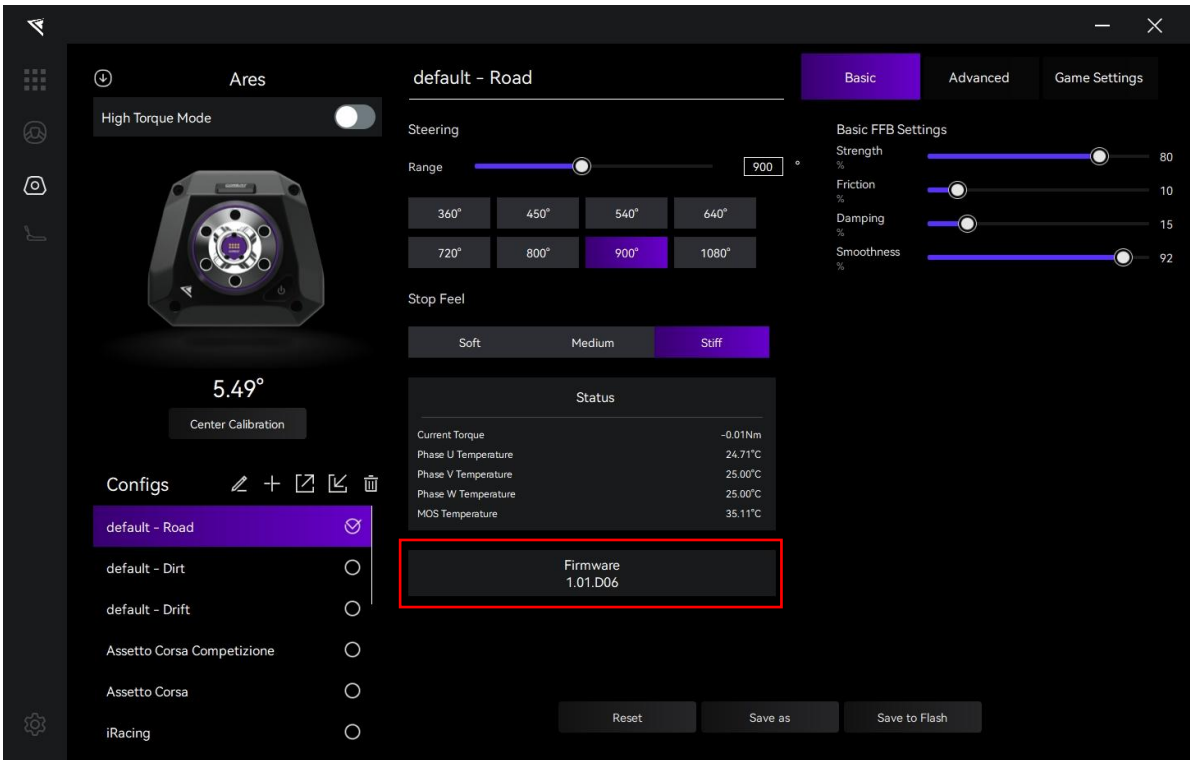 Ares
High Torque Mode
5.49°
Center Calibration
Configs
default - Road
default - Dirt
default - Drift
Assetto Corsa Competizione
Assetto Corsa
iRacing
default - Road
Steering
Range 900 °
360° 450° 540° 640°
720° 800° 900° 1080°
Stop Feel
Soft Medium Stiff
Status
Current Torque -0.01Nm
Phase U Temperature 24.71°C
Phase V Temperature 25.00°C
Phase W Temperature 25.00°C
MOS Temperature 35.11°C
Firmware
1.01.D06
Basic Advanced Game Settings
Basic FFB Settings
Strength 80
%
Friction 10
%
Damping 15
%
Smoothness 92
%
Reset Save as Save to Flash